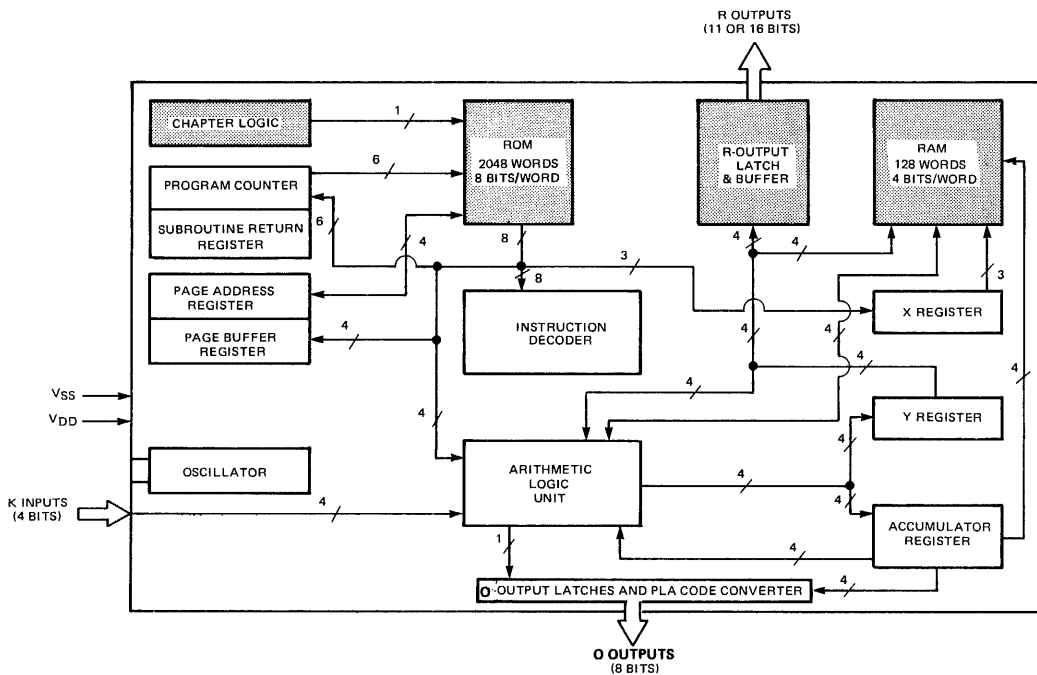 R OUTPUTS
(11 OR 16 BITS)
CHAPTER LOGIC
1
ROM
2048 WORDS
8 BITS/WORD
R-OUTPUT
LATCH
& BUFFER
RAM
128 WORDS
4 BITS/WORD
PROGRAM COUNTER
6
SUBROUTINE RETURN
REGISTER
6
4
8
4
4
3
8
3
PAGE ADDRESS
REGISTER
PAGE BUFFER
REGISTER
4
INSTRUCTION
DECODER
X REGISTER
4
4
4
4
4
VSS
VDD
4
4
Y REGISTER
OSCILLATOR
ARITHMETIC
LOGIC
UNIT
4
4
4
K INPUTS
(4 BITS)
4
ACCUMULATOR
REGISTER
1
4
4
O-OUTPUT LATCHES AND PLA CODE CONVERTER
O OUTPUTS
(8 BITS)